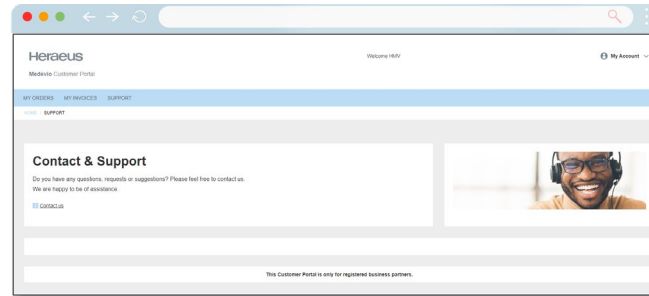 Heraeus
Welcome HMV
My Account
Medevio Customer Portal
MY ORDERS MY INVOICES SUPPORT
HOME / SUPPORT
Contact & Support
Do you have any questions, requests or suggestions? Please feel free to contact us.
We are happy to be of assistance
Contact us
This Customer Portal is only for registered business partners.